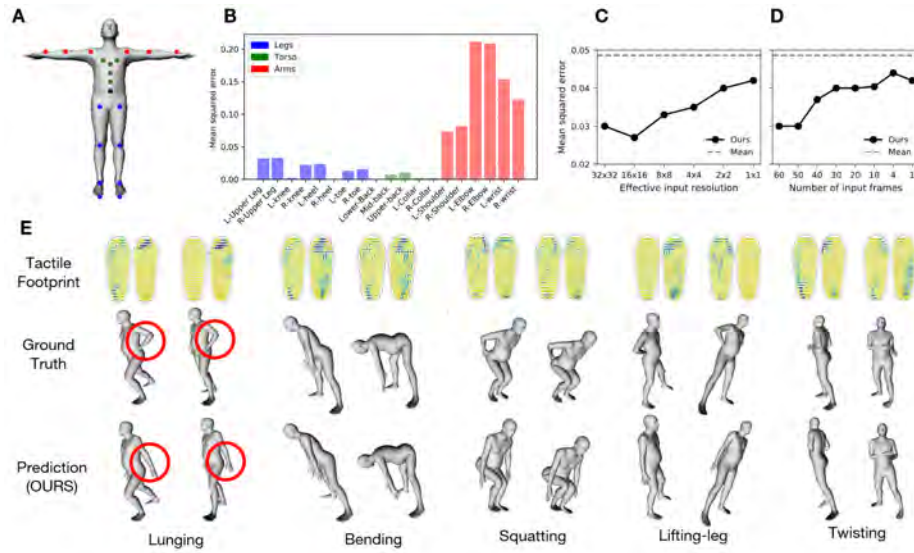 A
B
C
D
Mean squared error
0.20
0.15
0.10
0.05
0.00
Legs
Torso
Arms
L-Upper Leg
R-Upper Leg
L-knee
R-knee
L-heel
R-heel
L-toe
R-toe
Lower-Back
Mid-back
Upper-back
L-Collar
R-Collar
L-Shoulder
R-Shoulder
L-Elbow
R-Elbow
L-wrist
R-wrist
Mean squared error
0.05
0.04
0.03
0.02
Ours
Mean
32x32 16x16 8x8 4x4 2x2 1x1
Effective input resolution
Ours
Mean
60 50 40 30 20 10 4 1
Number of input frames
E
Tactile
Footprint
Ground
Truth
Prediction
(OURS)
Lunging
Bending
Squatting
Lifting-leg
Twisting